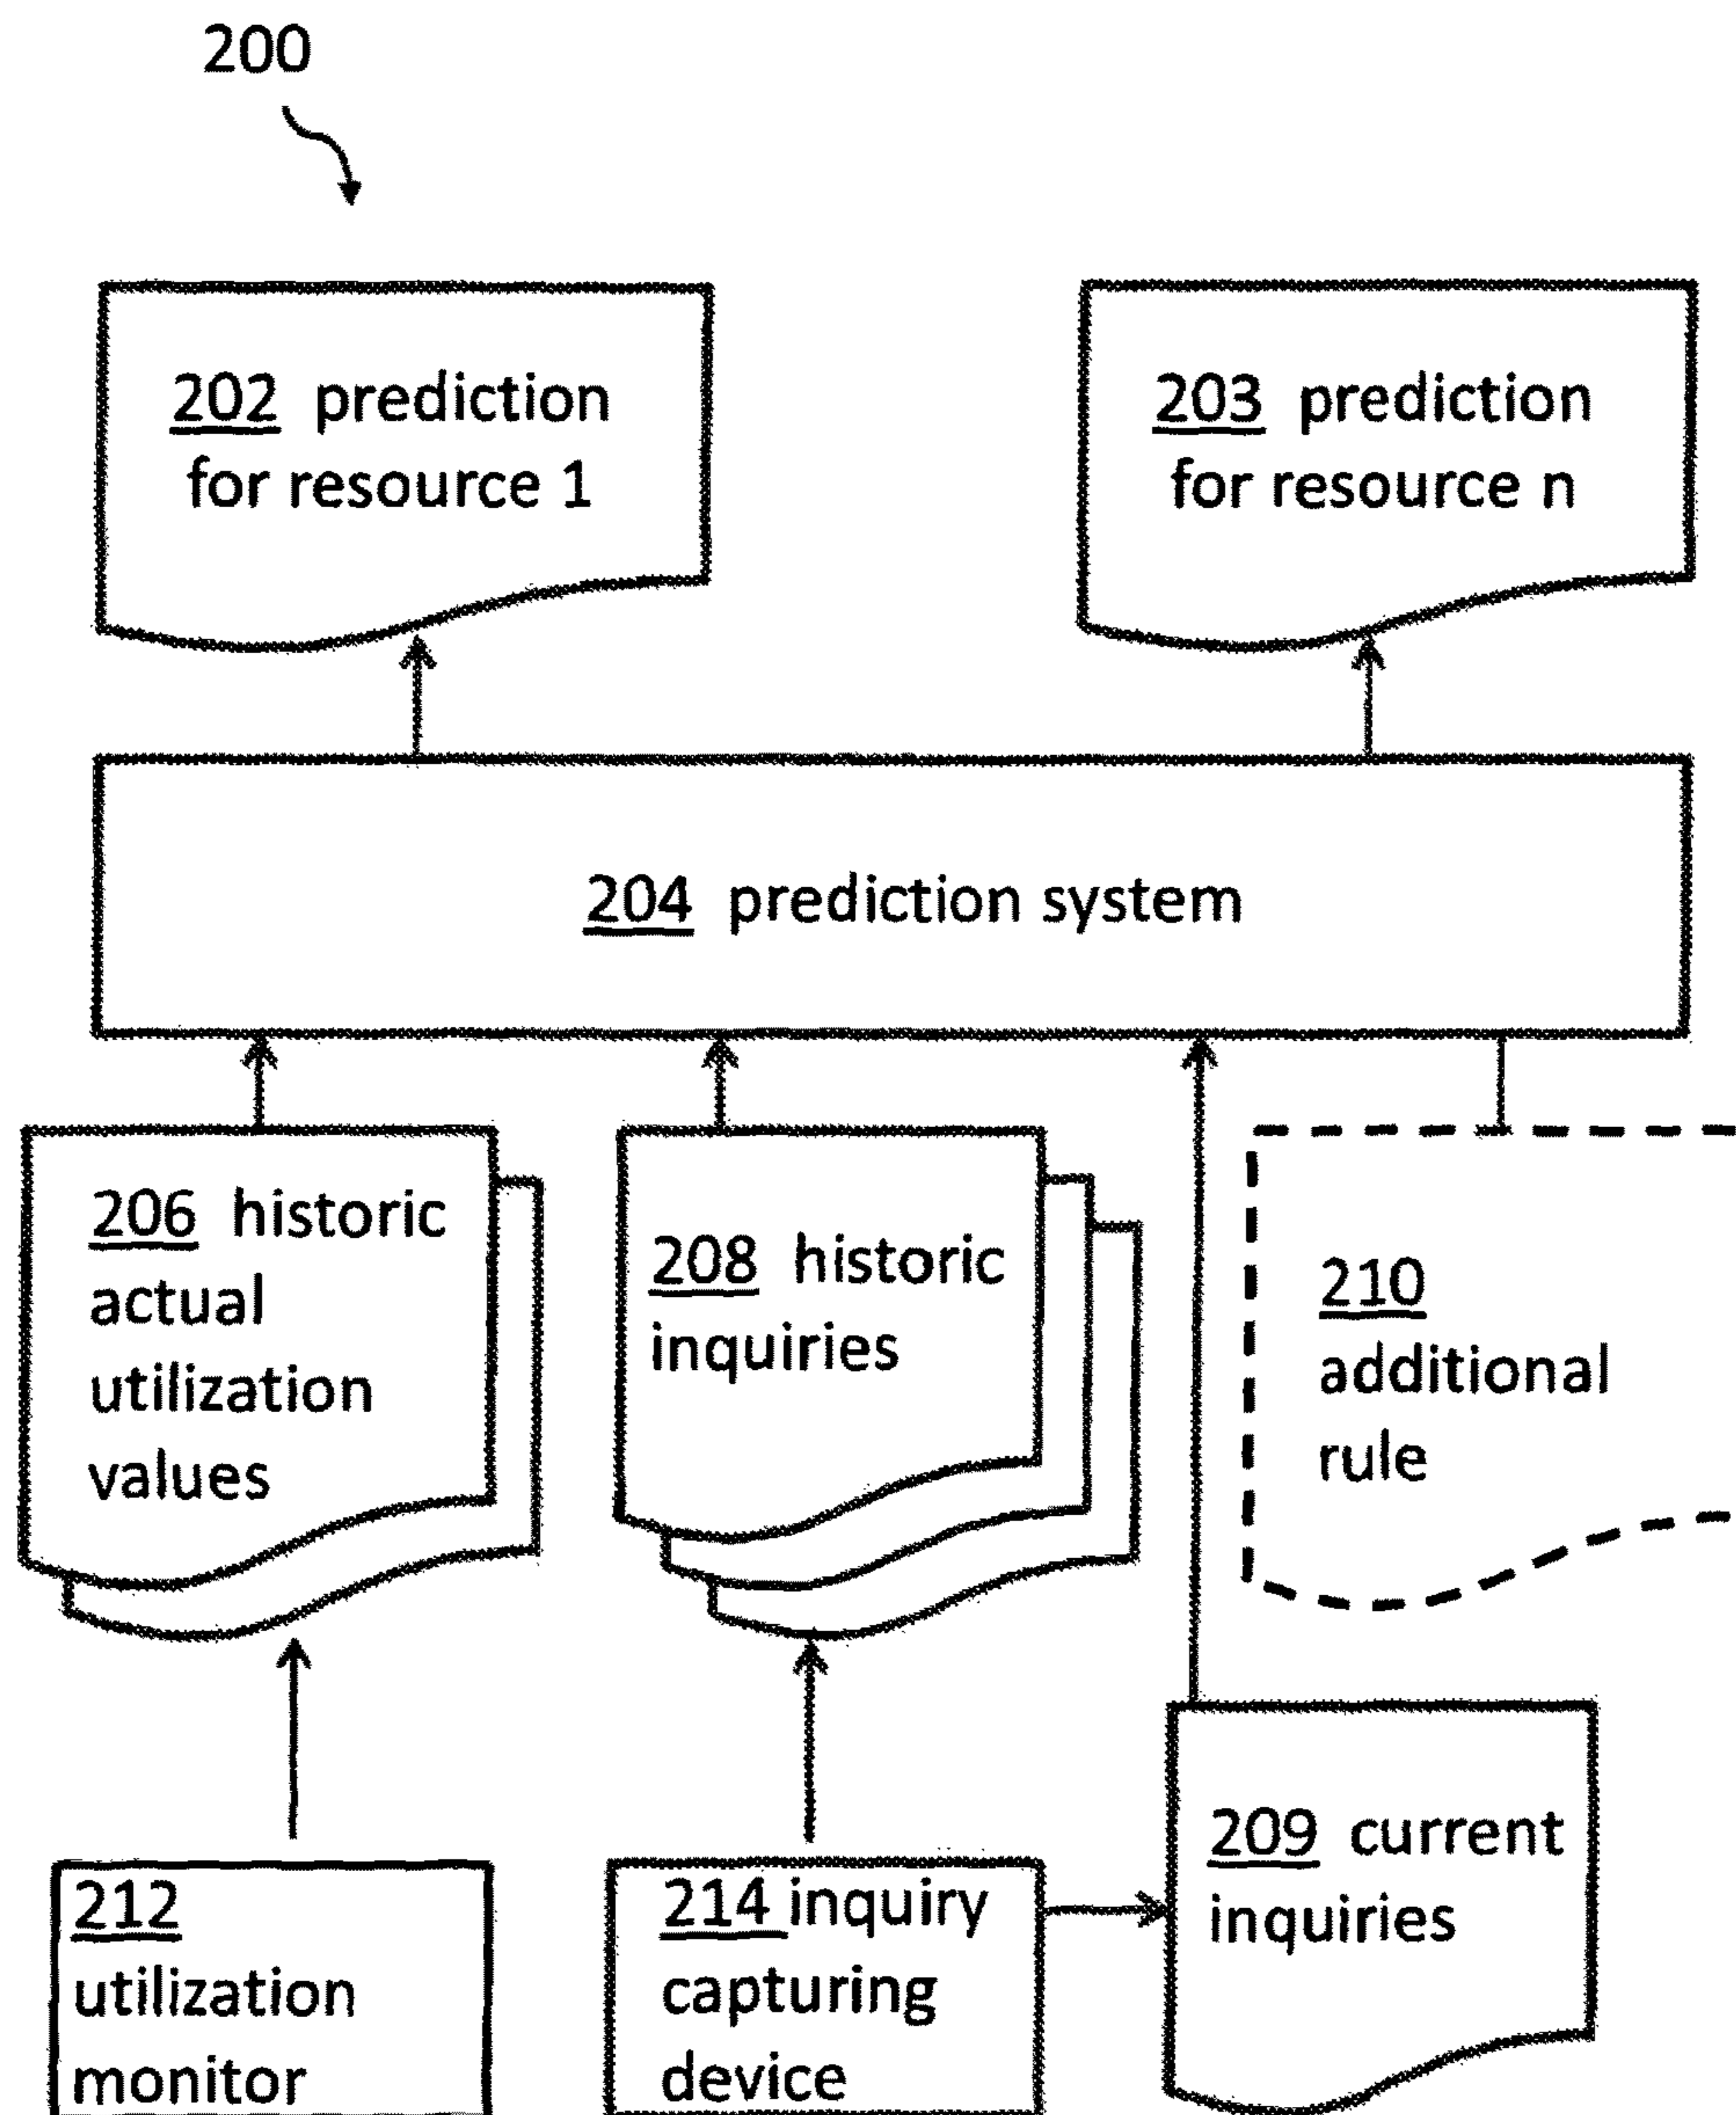 200
202 prediction
for resource 1
203 prediction
for resource n
204 prediction system
206 historic
actual
utilization
values
208 historic
inquiries
210
additional
rule
209 current
inquiries
212
utilization
monitor
214 inquiry
capturing
device